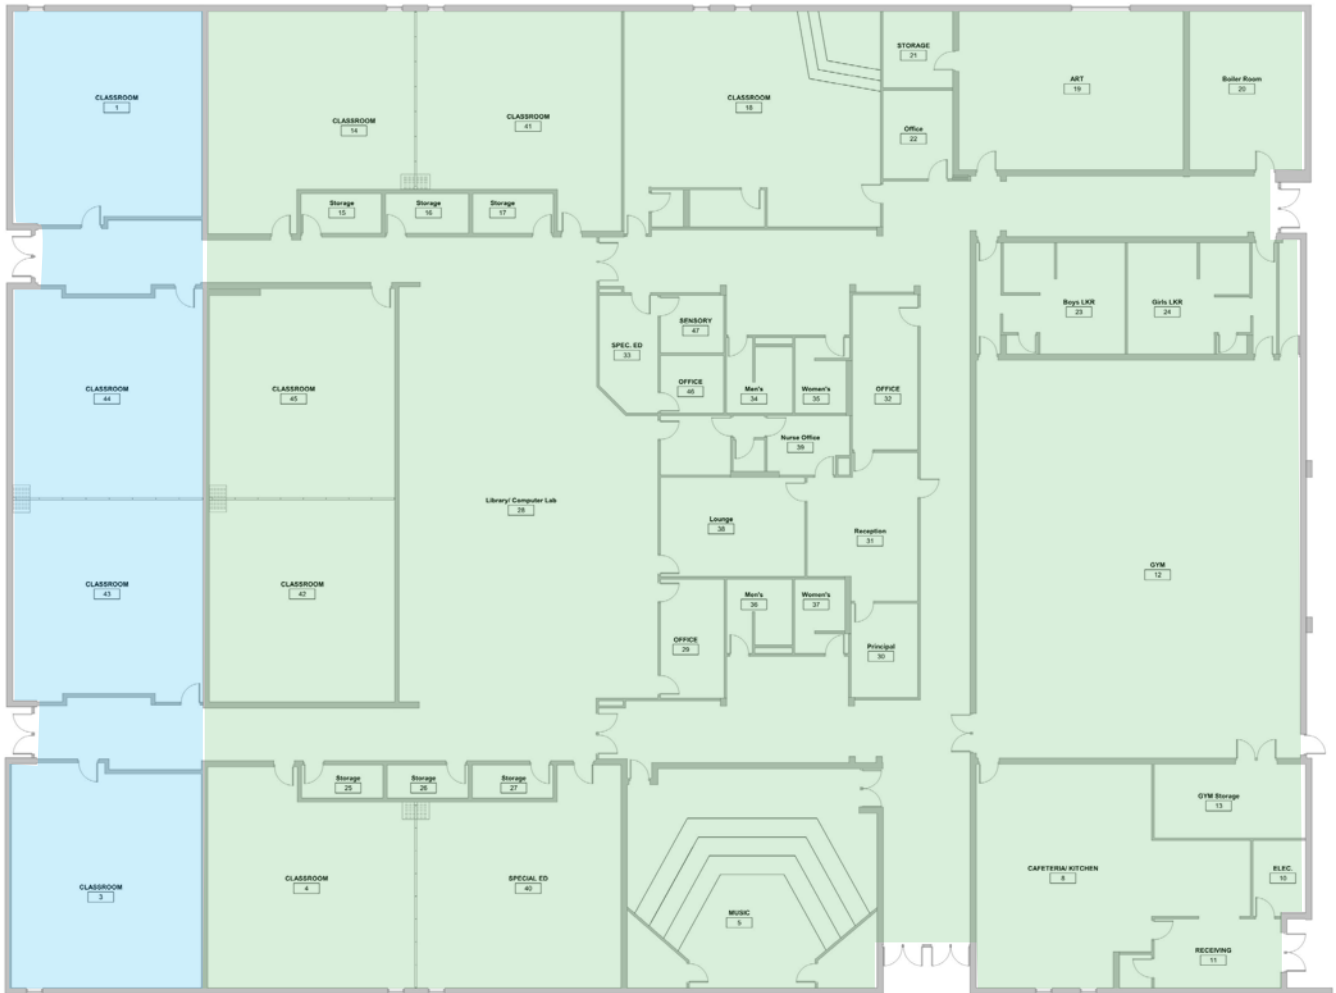 CLASSROOM
1
CLASSROOM
14
CLASSROOM
41
CLASSROOM
18
STORAGE
21
Office
22
ART
19
Boiler Room
20
Storage
15
Storage
16
Storage
17
CLASSROOM
44
CLASSROOM
45
SPEC. ED
33
SENSORY
47
OFFICE
46
Men's
34
Women's
35
OFFICE
32
Boys LKR
23
Girls LKR
24
Nurse Office
39
Library/ Computer Lab
28
Lounge
38
Reception
31
GYM
12
CLASSROOM
43
CLASSROOM
42
OFFICE
29
Men's
36
Women's
37
Principal
30
Storage
25
Storage
26
Storage
27
GYM Storage
13
CLASSROOM
3
CLASSROOM
4
SPECIAL ED
40
MUSIC
5
CAFETERIA/ KITCHEN
8
ELEC.
10
RECEIVING
11